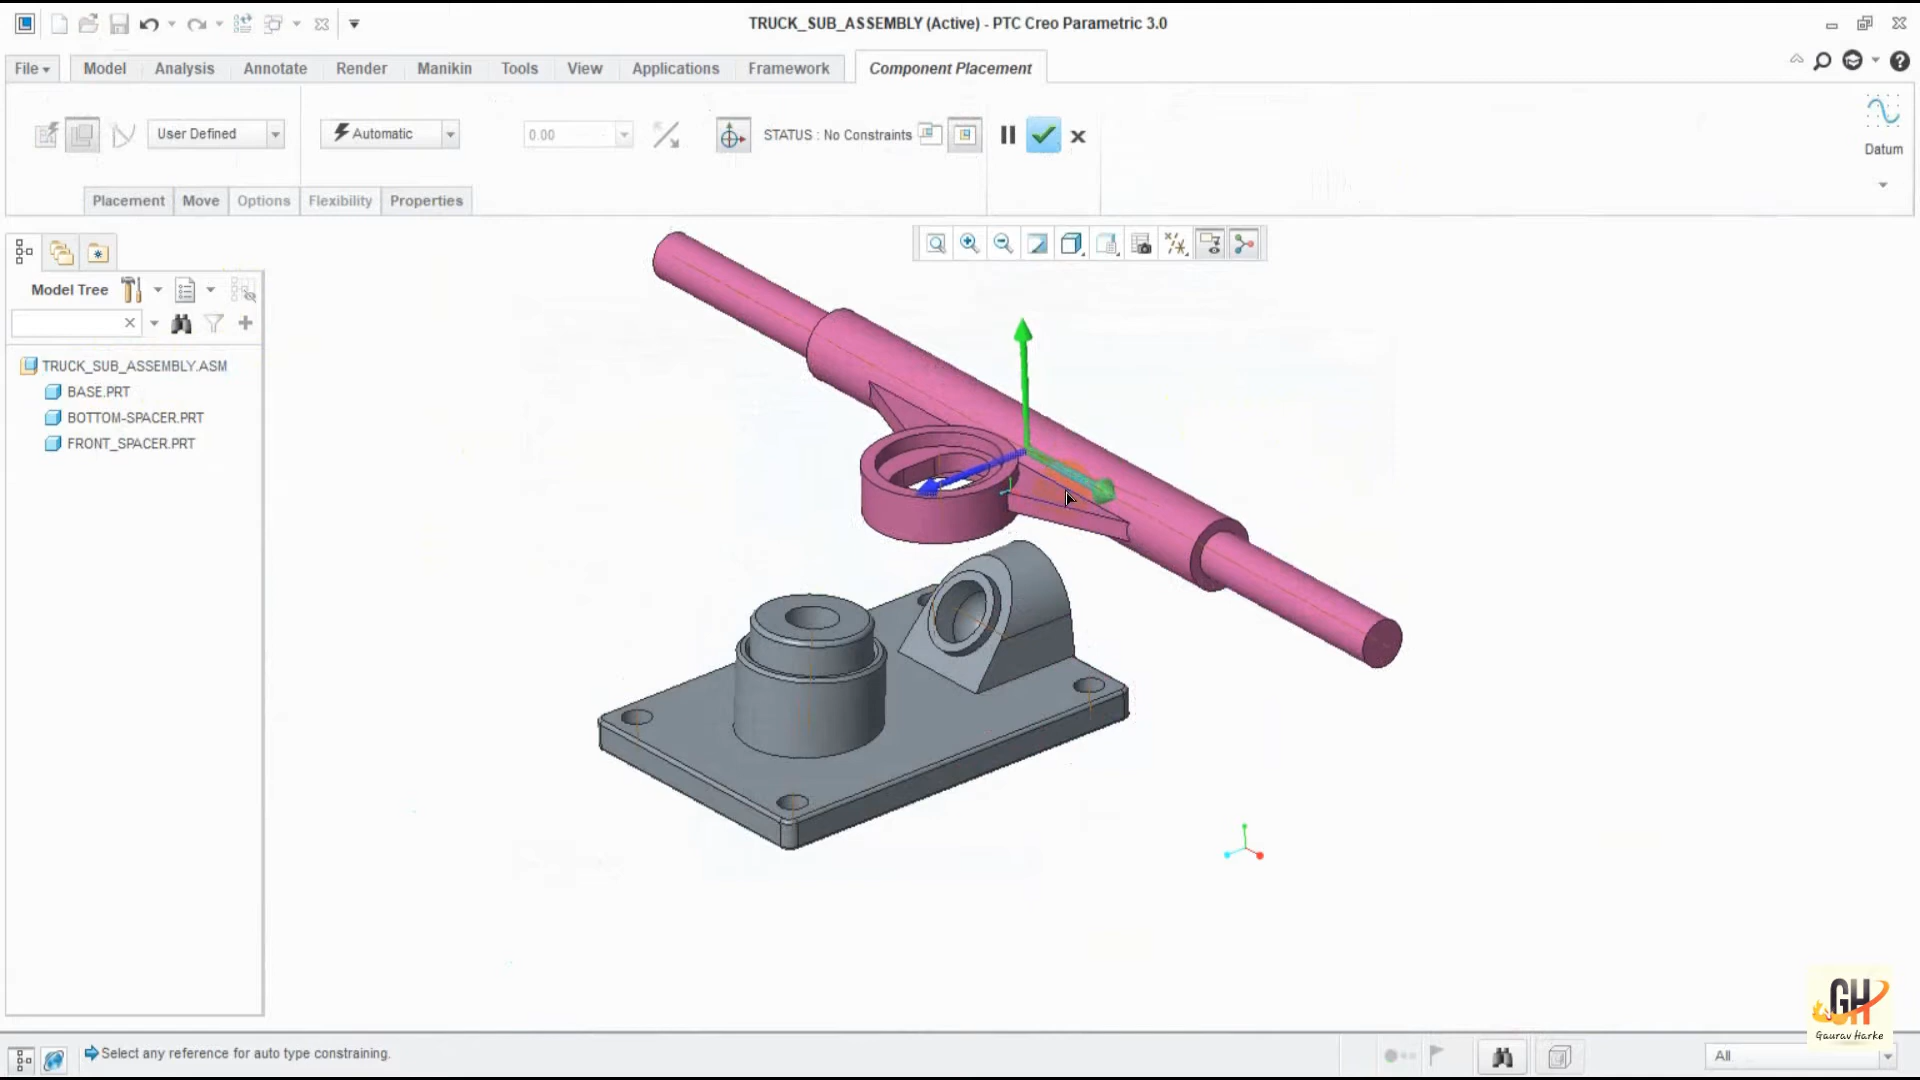 TRUCK_SUB_ASSEMBLY (Active) - PTC Creo Parametric 3.0
File Model Analysis Annotate Render Manikin Tools View Applications Framework Component Placement
User Defined Automatic 0.00 STATUS : No Constraints
Datum
Placement Move Options Flexibility Properties
Model Tree
TRUCK_SUB_ASSEMBLY.ASM
BASE.PRT
BOTTOM-SPACER.PRT
FRONT_SPACER.PRT
GH
Gaurav Harke
Select any reference for auto type constraining.
All